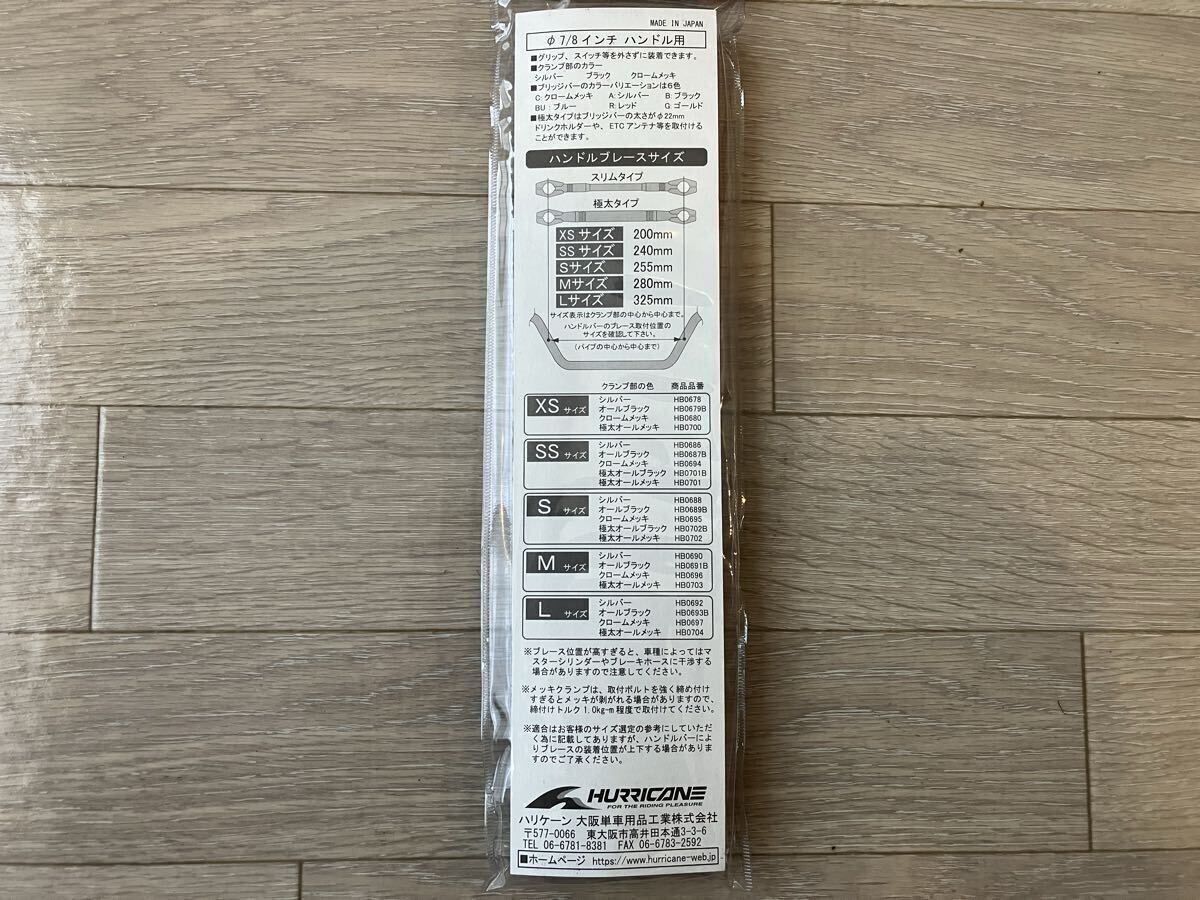 MADE IN JAPAN
φ7/8インチ ハンドル用
■グリップ、スイッチ等を外さずに装着できます。
■クランプ部のカラー
シルバー ブラック クロームメッキ
■ブリッジバーのカラーバリエーションは6色
C:クロームメッキ A:シルバー B:ブラック
BU:ブルー R:レッド G:ゴールド
■極太タイプはブリッジバーの太さがφ22mm
ドリンクホルダーや、ETCアンテナ等を取付ける
ことができます。
ハンドルブレースサイズ
スリムタイプ
極太タイプ
XSサイズ 200mm
SSサイズ 240mm
Sサイズ 255mm
Mサイズ 280mm
Lサイズ 325mm
サイズ表示はクランプ部の中心から中心まで。
ハンドルバーのブレース取付位置の
サイズを確認して下さい。
(パイプの中心から中心まで)
クランプ部の色 商品品番
XSサイズ
シルバー HB0678
オールブラック HB0679B
クロームメッキ HB0680
極太オールメッキ HB0700
SSサイズ
シルバー HB0686
オールブラック HB0687B
クロームメッキ HB0694
極太オールブラック HB0701B
極太オールメッキ HB0701
Sサイズ
シルバー HB0688
オールブラック HB0689B
クロームメッキ HB0695
極太オールブラック HB0702B
極太オールメッキ HB0702
Mサイズ
シルバー HB0690
オールブラック HB0691B
クロームメッキ HB0696
極太オールメッキ HB0703
Lサイズ
シルバー HB0692
オールブラック HB0693B
クロームメッキ HB0697
極太オールメッキ HB0704
※ブレース位置が高すぎると、車種によってはマ
スターシリンダーやブレーキホースに干渉する
場合がありますので注意してください。
※メッキクランプは、取付ボルトを強く締め付け
すぎるとメッキが剥がれる場合がありますので、
締付けトルク1.0kg-m程度で取付けてください。
※適合はお客様のサイズ選定の参考にしていただ
く為に記載してありますが、ハンドルバーによ
りブレースの装着位置が上下する場合がありま
すのでご了承ください。
HURRICANE
FOR THE RIDING PLEASURE
ハリケーン 大阪単車用品工業株式会社
〒577-0066 東大阪市高井田本通3-3-6
TEL 06-6781-8381 FAX 06-6783-2592
■ホームページ https://www.hurricane-web.jp